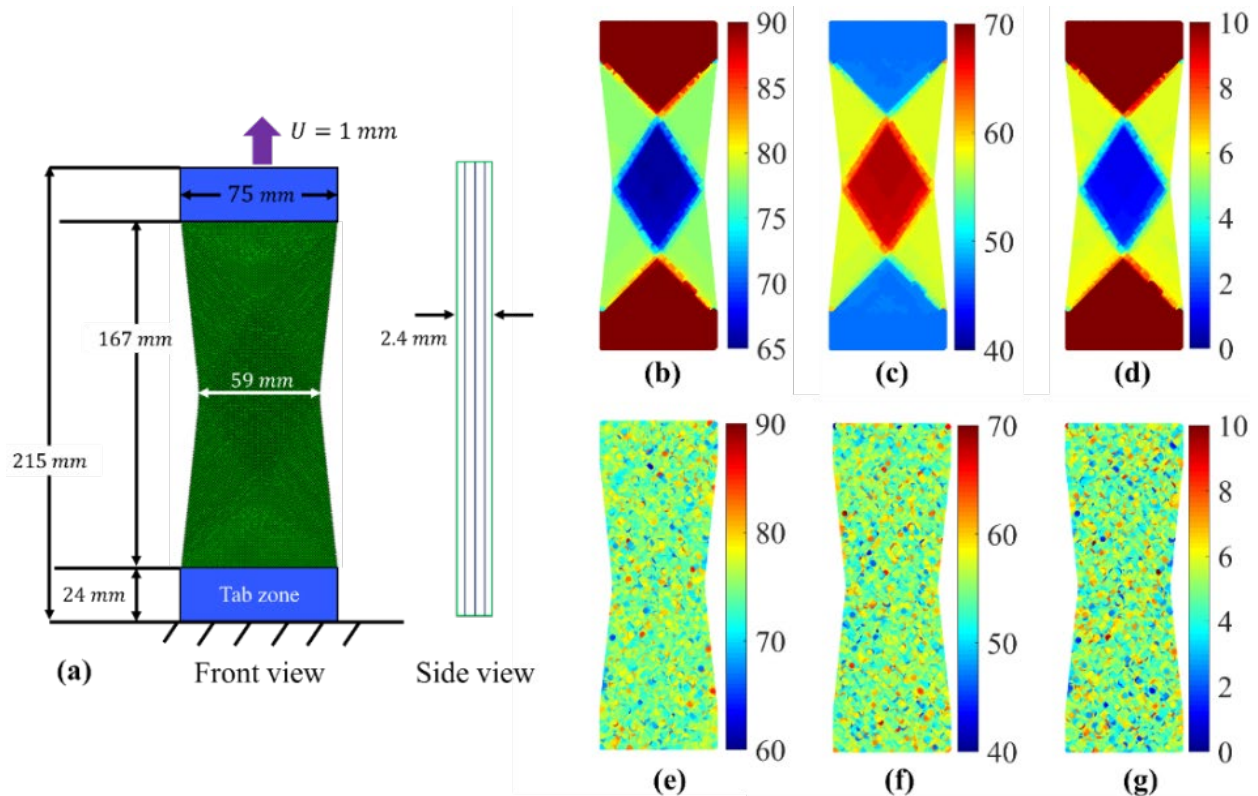 U = 1 mm
75 mm
167 mm
2.4 mm
59 mm
215 mm
24 mm
Tab zone
(a)
Front view
Side view
90
85
80
75
70
65
(b)
70
60
50
40
(c)
10
8
6
4
2
0
(d)
90
80
70
60
(e)
70
60
50
40
(f)
10
8
6
4
2
0
(g)